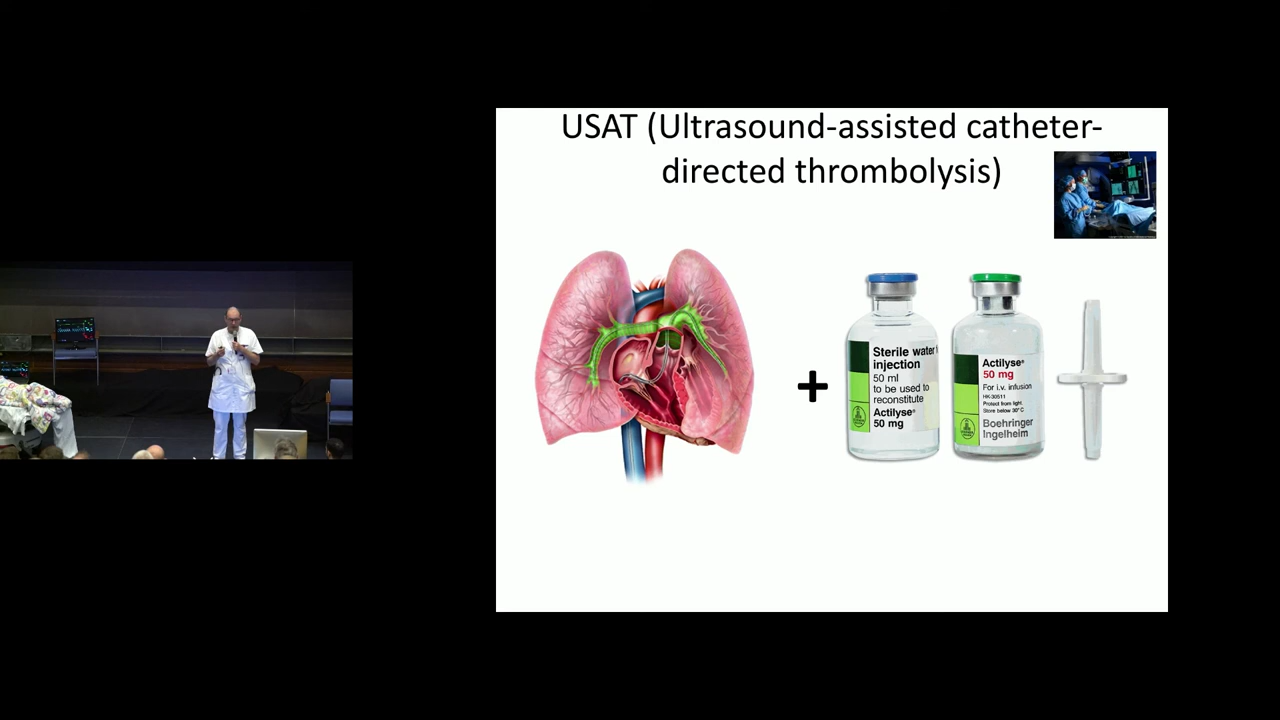 USAT (Ultrasound-assisted catheter-
directed thrombolysis)
+
Sterile water
injection
50 ml
to be used to
reconstitute
Actilyse®
50 mg
Actilyse®
50 mg
For i.v. infusion
HK-30511
Protect from light
Store below 30°C
Boehringer
Ingelheim